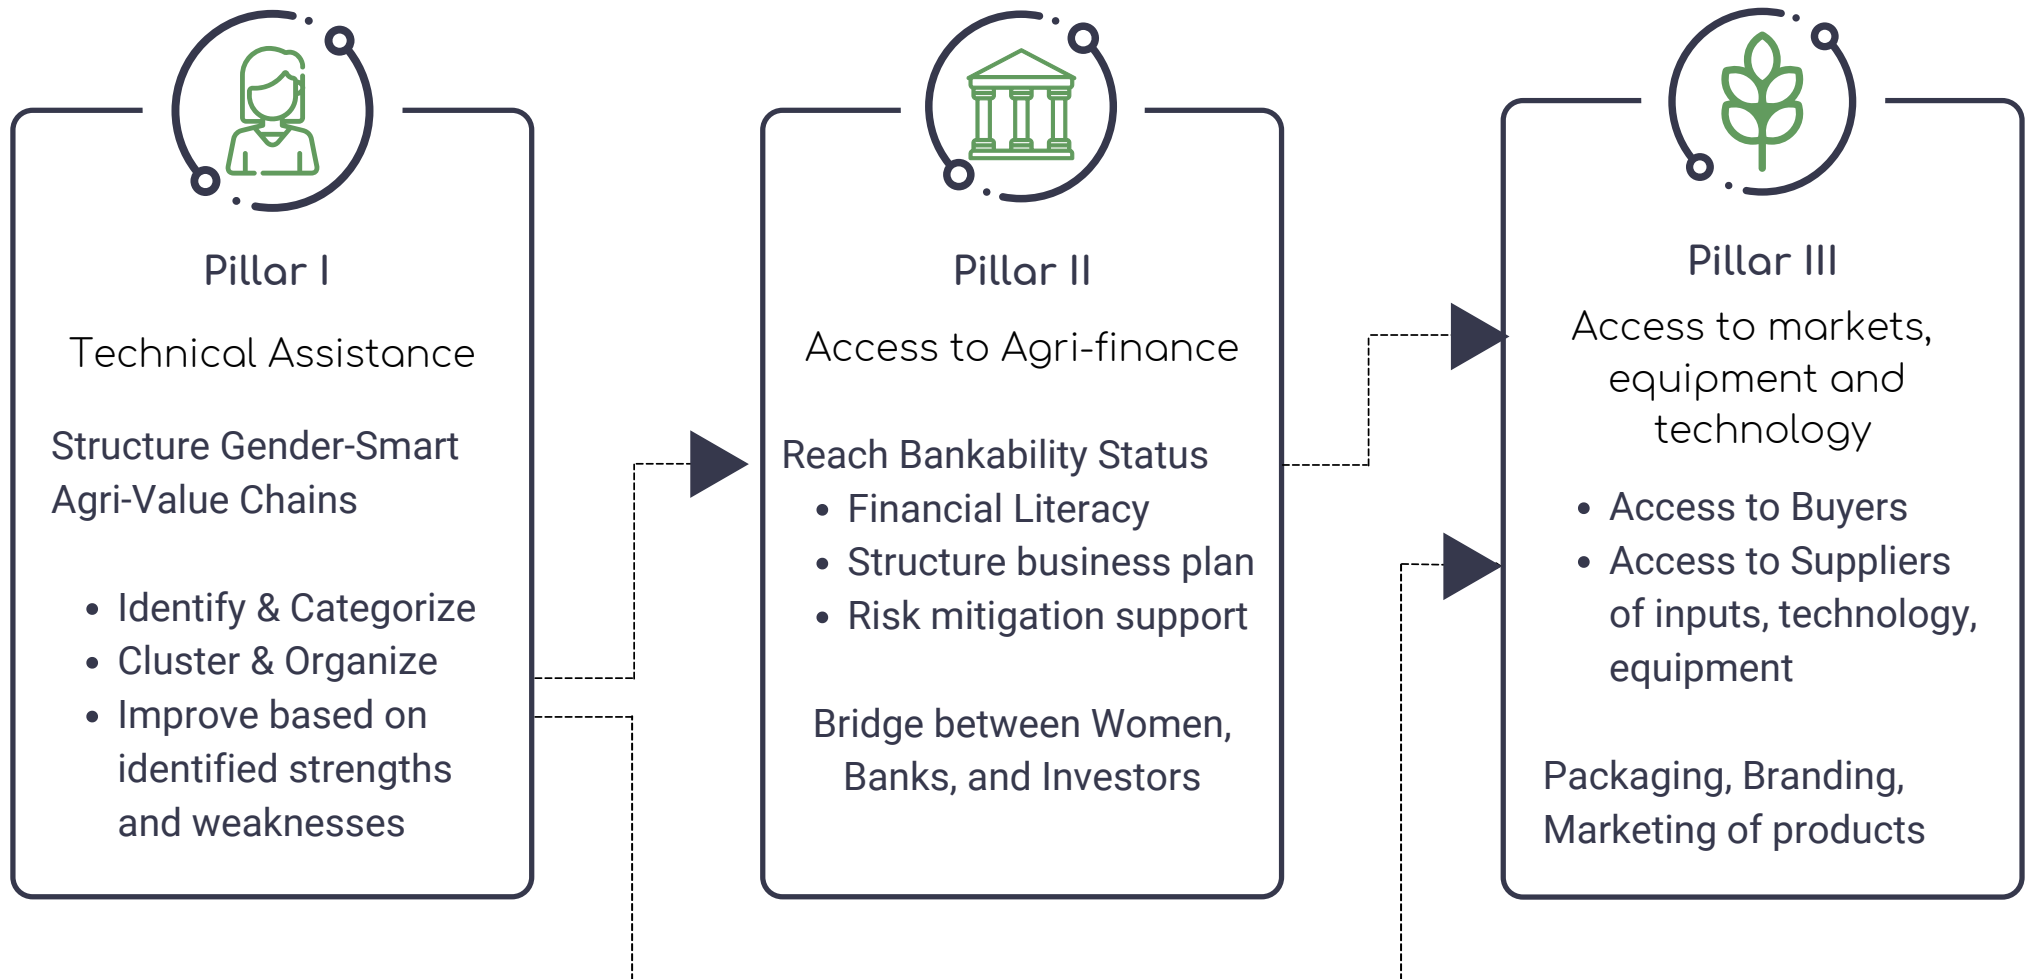 Pillar I
Technical Assistance
Structure Gender-Smart
Agri-Value Chains
• Identify & Categorize
• Cluster & Organize
• Improve based on
identified strengths
and weaknesses
Pillar II
Access to Agri-finance
Reach Bankability Status
• Financial Literacy
• Structure business plan
• Risk mitigation support
Bridge between Women,
Banks, and Investors
Pillar III
Access to markets,
equipment and
technology
• Access to Buyers
• Access to Suppliers
of inputs, technology,
equipment
Packaging, Branding,
Marketing of products